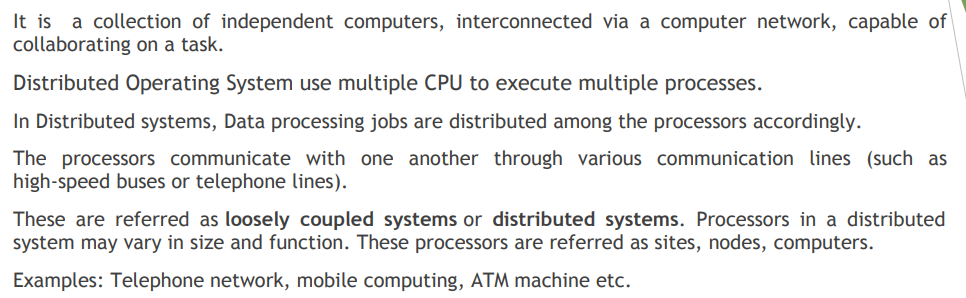 It is a collection of independent computers, interconnected via a computer network, capable of
collaborating on a task.
Distributed Operating System use multiple CPU to execute multiple processes.
In Distributed systems, Data processing jobs are distributed among the processors accordingly.
The processors communicate with one another through various communication lines (such as
high-speed buses or telephone lines).
These are referred as loosely coupled systems or distributed systems. Processors in a distributed
system may vary in size and function. These processors are referred as sites, nodes, computers.
Examples: Telephone network, mobile computing, ATM machine etc.